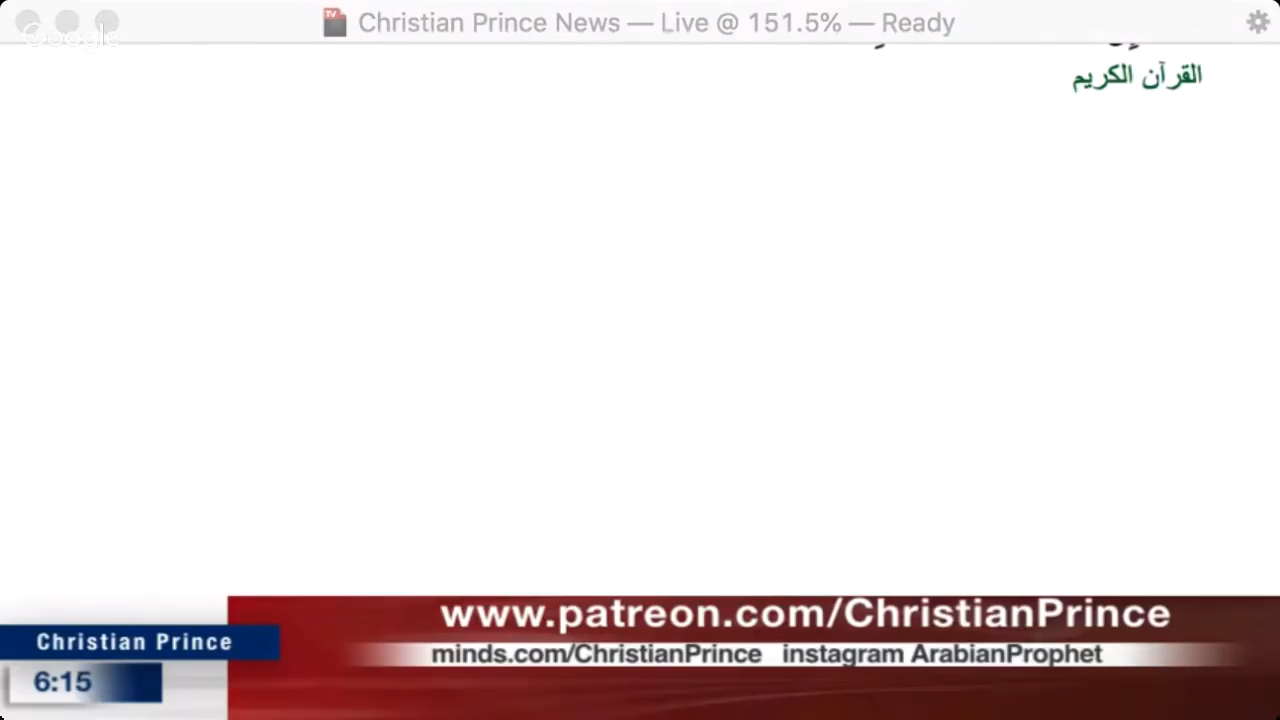 Christian Prince News — Live @ 151.5% — Ready
Google
القرآن الكريم
www.patreon.com/ChristianPrince
Christian Prince
minds.com/ChristianPrince instagram ArabianProphet
6:15